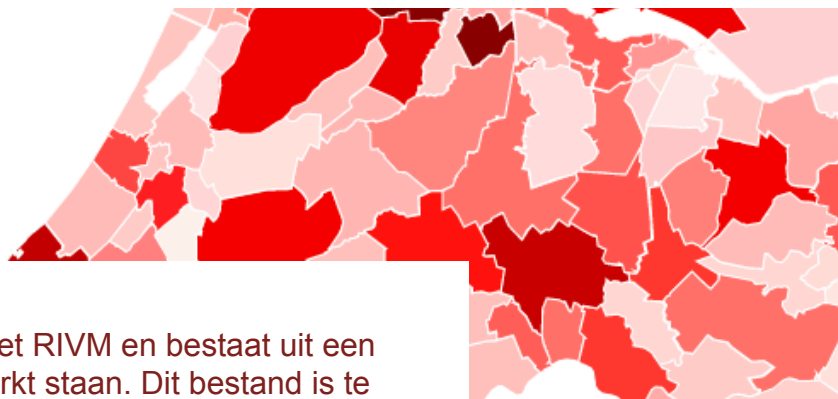 et RIVM en bestaat uit een
rkt staan. Dit bestand is te